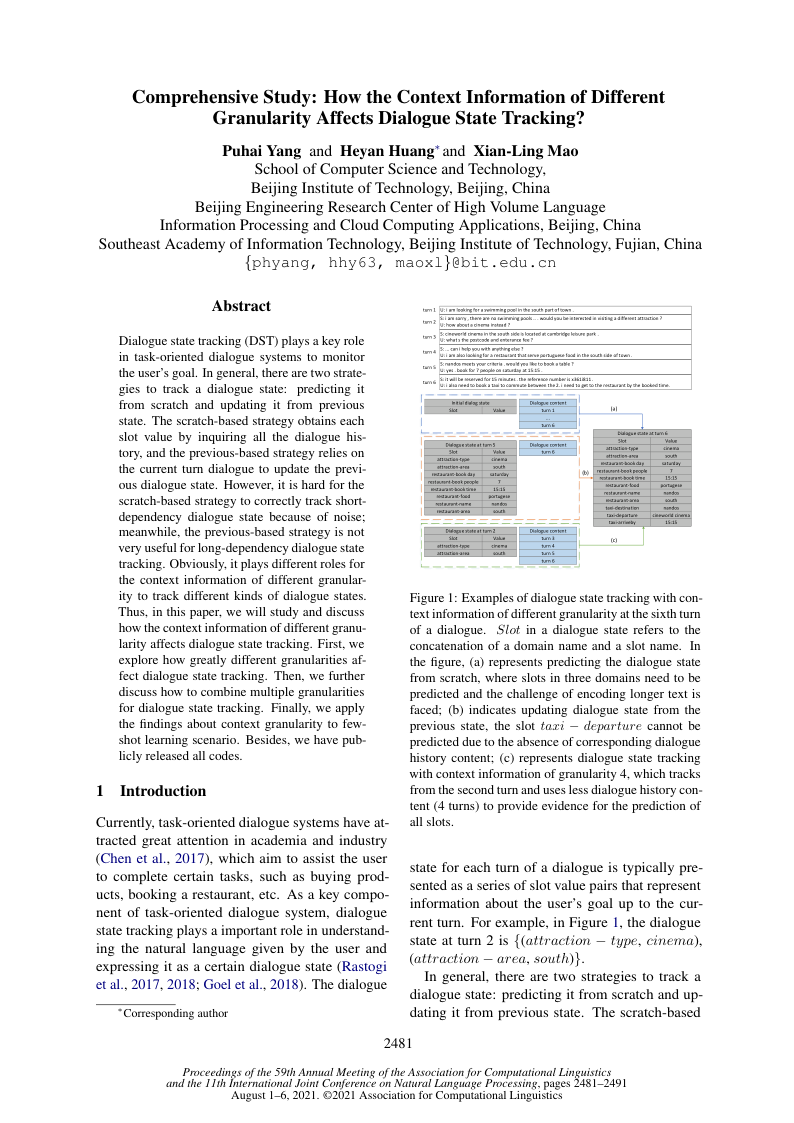 Comprehensive Study: How the Context Information of Different
Granularity Affects Dialogue State Tracking?
Puhai Yang and Heyan Huang* and Xian-Ling Mao
School of Computer Science and Technology,
Beijing Institute of Technology, Beijing, China
Beijing Engineering Research Center of High Volume Language
Information Processing and Cloud Computing Applications, Beijing, China
Southeast Academy of Information Technology, Beijing Institute of Technology, Fujian, China
{phyang, hhy63, maoxl}@bit.edu.cn
Abstract
Dialogue state tracking (DST) plays a key role
in task-oriented dialogue systems to monitor
the user's goal. In general, there are two strate-
gies to track a dialogue state: predicting it
from scratch and updating it from previous
state. The scratch-based strategy obtains each
slot value by inquiring all the dialogue his-
tory, and the previous-based strategy relies on
the current turn dialogue to update the previ-
ous dialogue state. However, it is hard for the
scratch-based strategy to correctly track short-
dependency dialogue state because of noise;
meanwhile, the previous-based strategy is not
very useful for long-dependency dialogue state
tracking. Obviously, it plays different roles for
the context information of different granular-
ity to track different kinds of dialogue states.
Thus, in this paper, we will study and discuss
how the context information of different granu-
larity affects dialogue state tracking. First, we
explore how greatly different granularities af-
fect dialogue state tracking. Then, we further
discuss how to combine multiple granularities
for dialogue state tracking. Finally, we apply
the findings about context granularity to few-
shot learning scenario. Besides, we have pub-
licly released all codes.
1 Introduction
Currently, task-oriented dialogue systems have at-
tracted great attention in academia and industry
(Chen et al., 2017), which aim to assist the user
to complete certain tasks, such as buying prod-
ucts, booking a restaurant, etc. As a key compo-
nent of task-oriented dialogue system, dialogue
state tracking plays a important role in understand-
ing the natural language given by the user and
expressing it as a certain dialogue state (Rastogi
et al., 2017, 2018; Goel et al., 2018). The dialogue
*Corresponding author
turn 1 U: i am looking for a swimming pool in the south part of town .
turn 2 S: i am sorry , there are no swimming pools ... would you be interested in visiting a different attraction ?
U: how about a cinema instead ?
turn 3 S: cineworld cinema in the south side is located at cambridge leisure park .
U: what s the postcode and entrance fee ?
turn 4 S: ... can i help you with anything else ?
U: i am also looking for a restaurant that serve portuguese food in the south side of town .
turn 5 S: nandos meets your criteria . would you like to book a table ?
U: yes . book for 7 people on saturday at 15:15 .
turn 6 S: it will be reserved for 15 minutes . the reference number is s361811 .
U: i also need to book a taxi to commute between the 2 . i need to get to the restaurant by the booked time.
Initial dialog state
Slot Value
Dialogue content
turn 1
...
turn 6
(a)
Dialogue state at turn 5
Slot Value
attraction-type cinema
attraction-area south
restaurant-book day saturday
restaurant-book people 7
restaurant-book time 15:15
restaurant-food portugese
restaurant-name nandos
restaurant-area south
Dialogue content
turn 6
(b)
Dialogue state at turn 2
Slot Value
attraction-type cinema
attraction-area south
Dialogue content
turn 3
turn 4
turn 5
turn 6
(c)
Dialogue state at turn 6
Slot Value
attraction-type cinema
attraction-area south
restaurant-book day saturday
restaurant-book people 7
restaurant-book time 15:15
restaurant-food portugese
restaurant-name nandos
restaurant-area south
taxi-destination nandos
taxi-departure cineworld cinema
taxi-arriveby 15:15
Figure 1: Examples of dialogue state tracking with con-
text information of different granularity at the sixth turn
of a dialogue. Slot in a dialogue state refers to the
concatenation of a domain name and a slot name. In
the figure, (a) represents predicting the dialogue state
from scratch, where slots in three domains need to be
predicted and the challenge of encoding longer text is
faced; (b) indicates updating dialogue state from the
previous state, the slot taxi − departure cannot be
predicted due to the absence of corresponding dialogue
history content; (c) represents dialogue state tracking
with context information of granularity 4, which tracks
from the second turn and uses less dialogue history con-
tent (4 turns) to provide evidence for the prediction of
all slots.
state for each turn of a dialogue is typically pre-
sented as a series of slot value pairs that represent
information about the user's goal up to the cur-
rent turn. For example, in Figure 1, the dialogue
state at turn 2 is {(attraction − type, cinema),
(attraction − area, south)}.
In general, there are two strategies to track a
dialogue state: predicting it from scratch and up-
dating it from previous state. The scratch-based
2481
Proceedings of the 59th Annual Meeting of the Association for Computational Linguistics
and the 11th International Joint Conference on Natural Language Processing, pages 2481–2491
August 1–6, 2021. ©2021 Association for Computational Linguistics